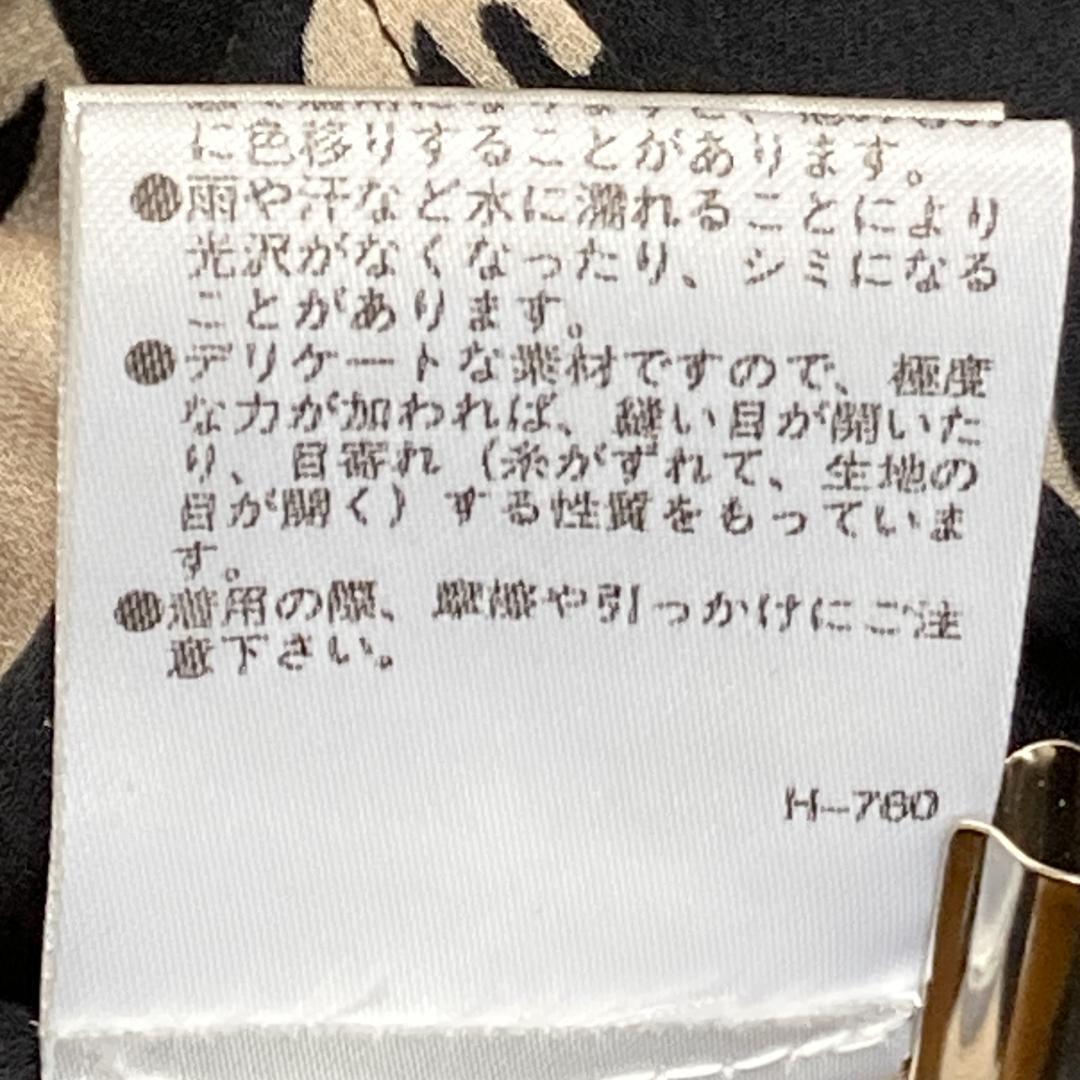 に色移りすることがあります。
●雨や汗など水に濡れることにより
光沢がなくなったり、シミになる
ことがあります。
●デリケートな素材ですので、極度
な力が加われば、縫い目が開いた
り、目寄れ（糸がずれて、生地の
目が開く）する性質をもっていま
す。
●着用の際、摩擦や引っかけにご注
意下さい。
H-760